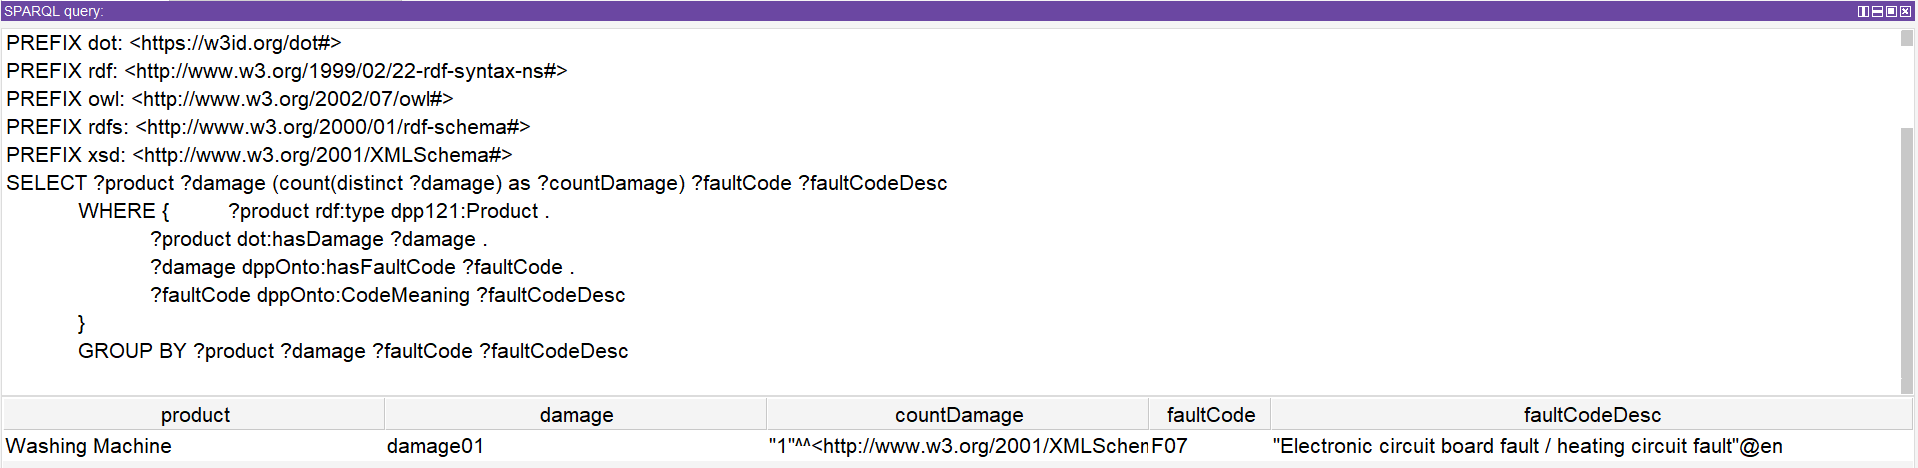 SPARQL query:
PREFIX dot: <https://w3id.org/dot#>
PREFIX rdf: <http://www.w3.org/1999/02/22-rdf-syntax-ns#>
PREFIX owl: <http://www.w3.org/2002/07/owl#>
PREFIX rdfs: <http://www.w3.org/2000/01/rdf-schema#>
PREFIX xsd: <http://www.w3.org/2001/XMLSchema#>
SELECT ?product ?damage (count(distinct ?damage) as ?countDamage) ?faultCode ?faultCodeDesc
WHERE { ?product rdf:type dpp121:Product .
?product dot:hasDamage ?damage .
?damage dppOnto:hasFaultCode ?faultCode .
?faultCode dppOnto:CodeMeaning ?faultCodeDesc
}
GROUP BY ?product ?damage ?faultCode ?faultCodeDesc
product damage countDamage faultCode faultCodeDesc
Washing Machine damage01 "1"^^<http://www.w3.org/2001/XMLSchem F07 "Electronic circuit board fault / heating circuit fault"@en